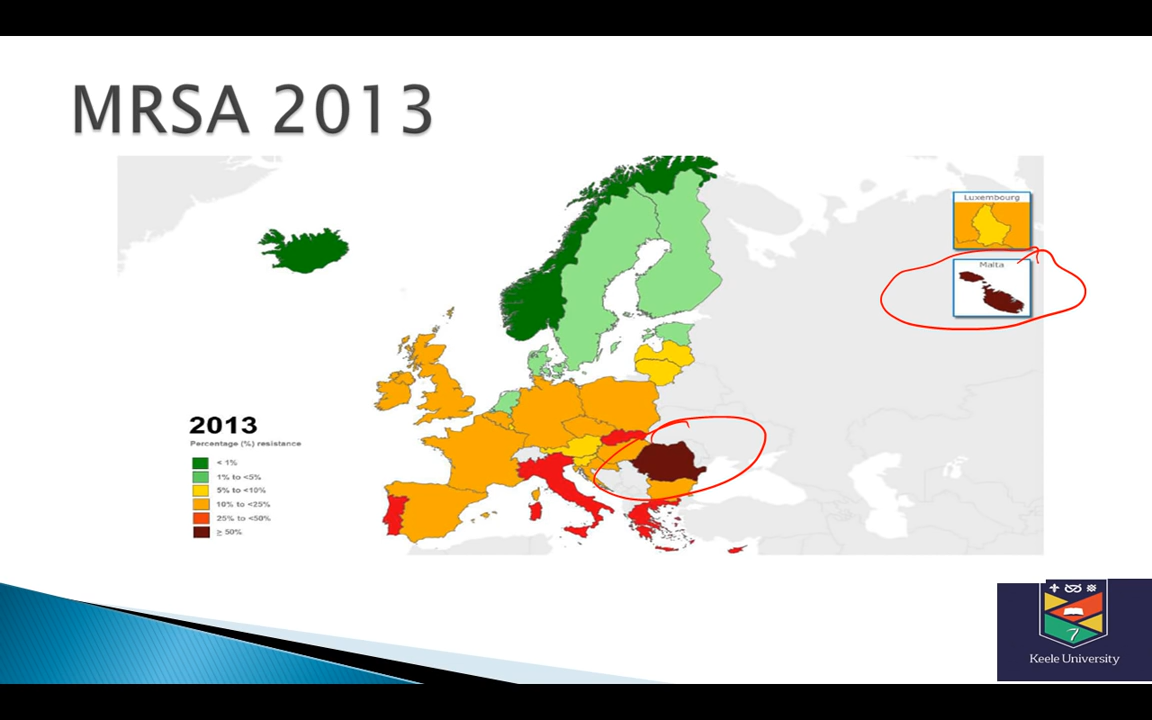 MRSA 2013
Luxembourg
Malta
2013
Percentage (%) resistance
< 1%
1% to <5%
5% to <10%
10% to <25%
25% to <50%
≥ 50%
Keele University